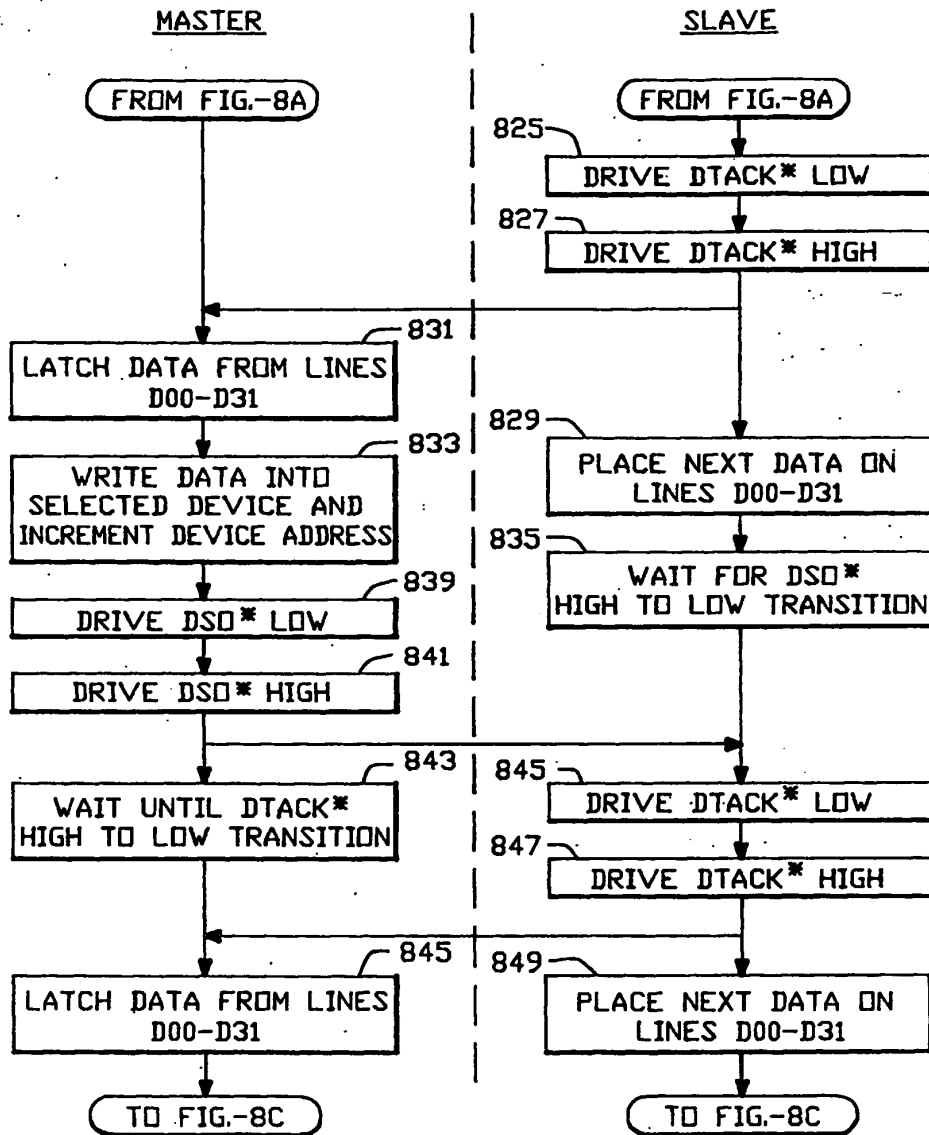 MASTER
SLAVE
FROM FIG.-8A
FROM FIG.-8A
825
DRIVE DTACK* LOW
827
DRIVE DTACK* HIGH
831
LATCH DATA FROM LINES
D00-D31
829
PLACE NEXT DATA ON
LINES D00-D31
833
WRITE DATA INTO
SELECTED DEVICE AND
INCREMENT DEVICE ADDRESS
835
WAIT FOR DSO*
HIGH TO LOW TRANSITION
839
DRIVE DSO* LOW
841
DRIVE DSO* HIGH
843
WAIT UNTIL DTACK*
HIGH TO LOW TRANSITION
845
DRIVE DTACK* LOW
847
DRIVE DTACK* HIGH
845
LATCH DATA FROM LINES
D00-D31
849
PLACE NEXT DATA ON
LINES D00-D31
TO FIG.-8C
TO FIG.-8C